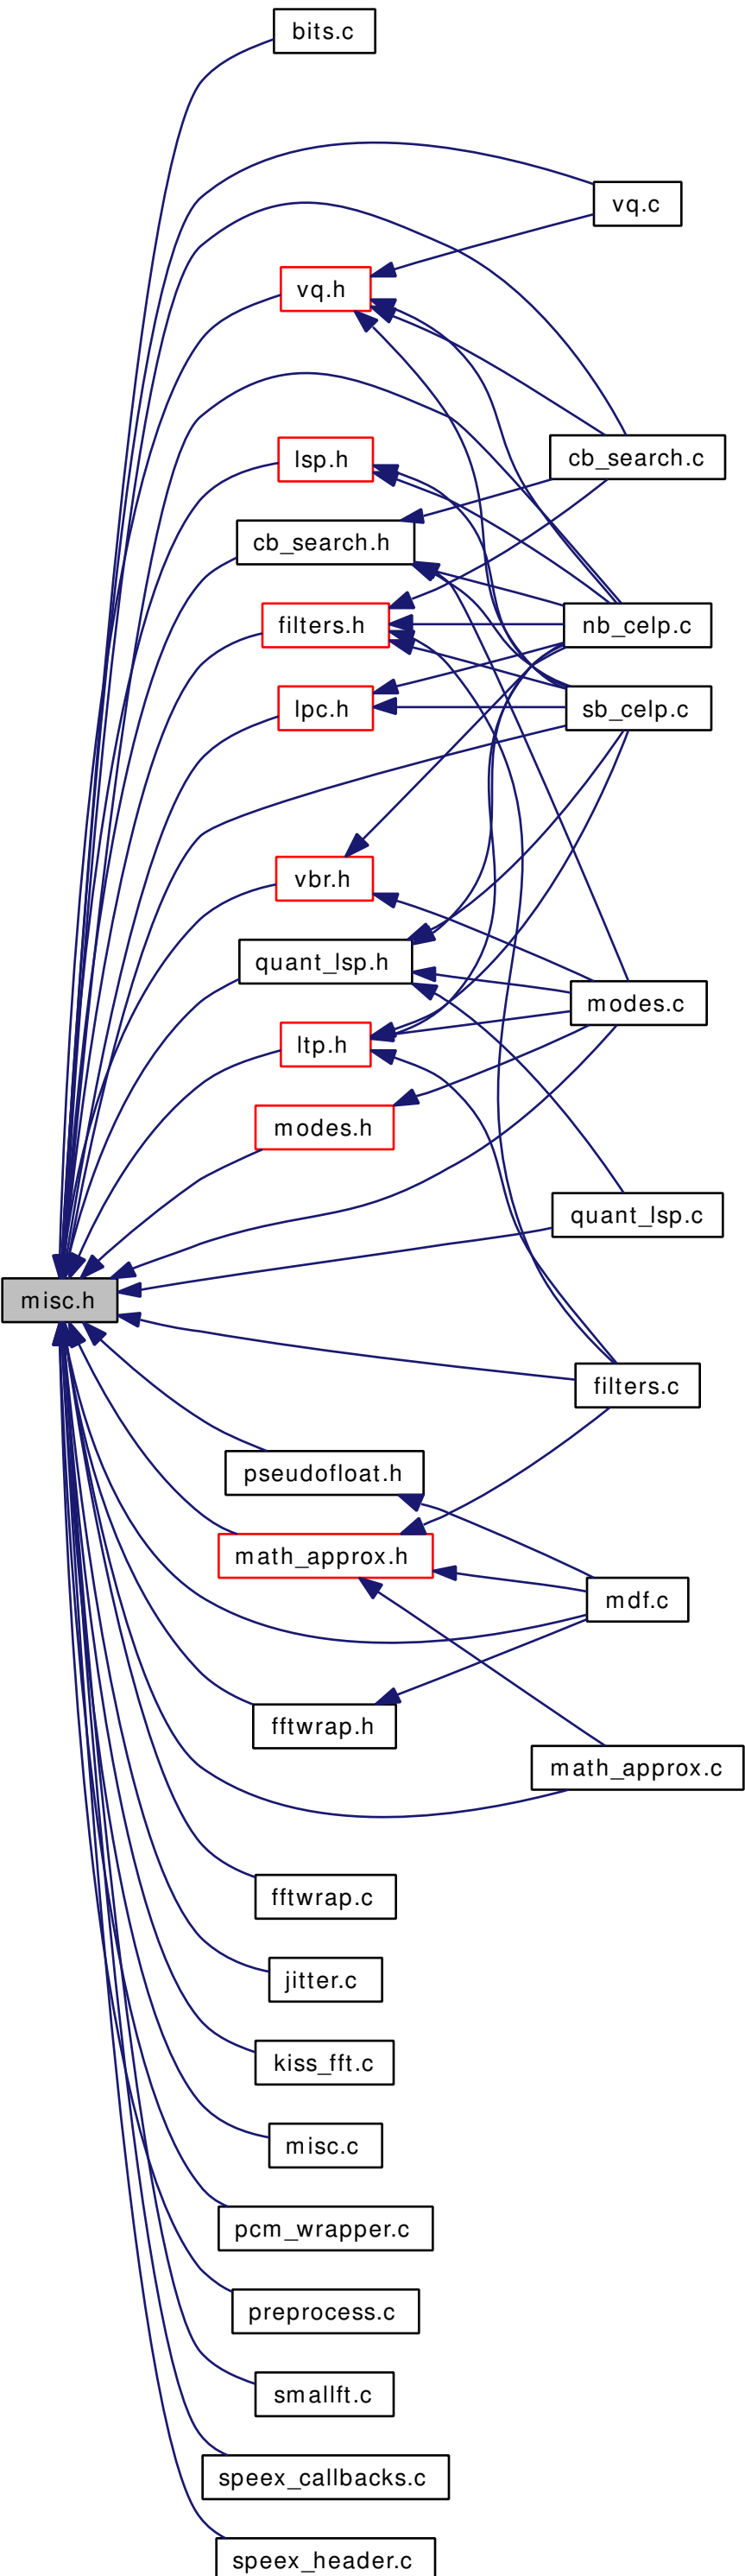 bits.c
vq.c
vq.h
cb_search.c
lsp.h
cb_search.h
filters.h
nb_celp.c
lpc.h
sb_celp.c
vbr.h
quant_lsp.h
modes.c
ltp.h
modes.h
quant_lsp.c
misc.h
filters.c
pseudofloat.h
math_approx.h
mdf.c
fftwrap.h
math_approx.c
fftwrap.c
jitter.c
kiss_fft.c
misc.c
pcm_wrapper.c
preprocess.c
smallft.c
speex_callbacks.c
speex_header.c